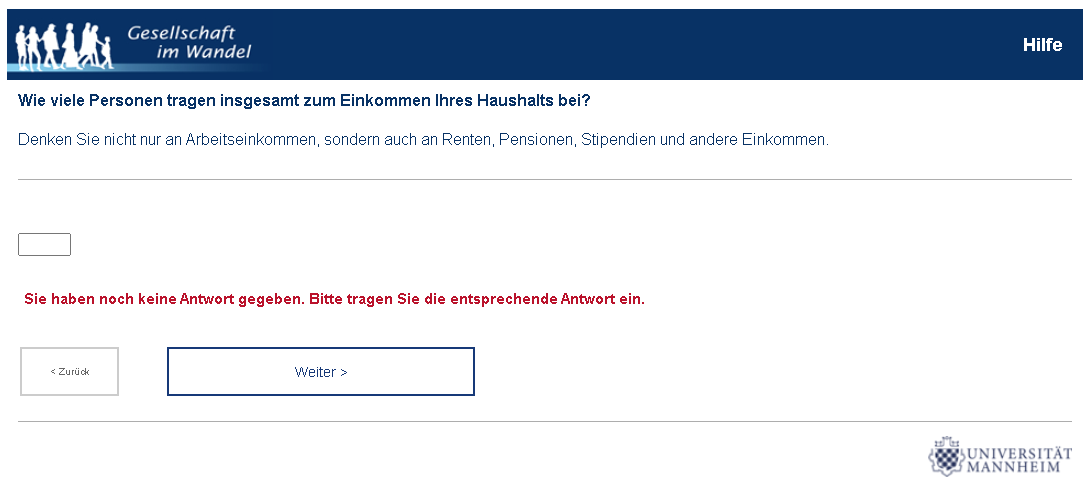 Gesellschaft
im Wandel
Hilfe
Wie viele Personen tragen insgesamt zum Einkommen Ihres Haushalts bei?
Denken Sie nicht nur an Arbeitseinkommen, sondern auch an Renten, Pensionen, Stipendien und andere Einkommen.
Sie haben noch keine Antwort gegeben. Bitte tragen Sie die entsprechende Antwort ein.
< Zurück
Weiter >
UNIVERSITÄT
MANNHEIM